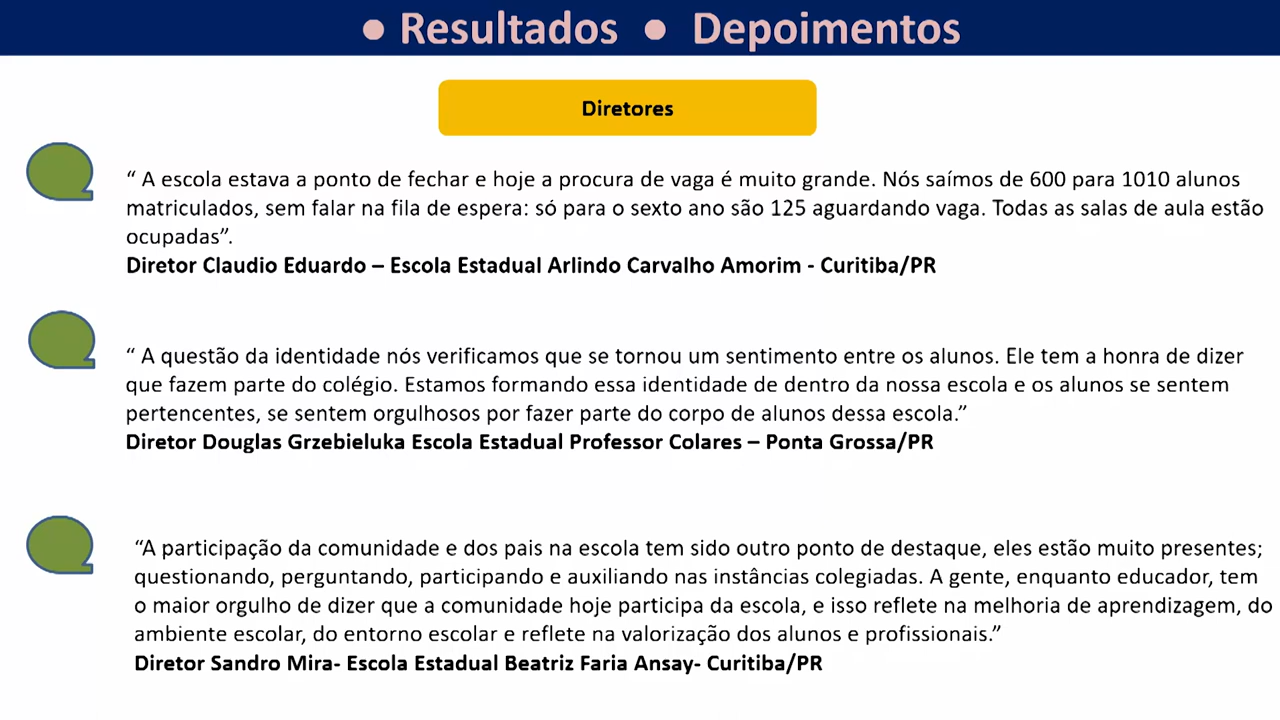 ● Resultados ● Depoimentos
Diretores
“ A escola estava a ponto de fechar e hoje a procura de vaga é muito grande. Nós saímos de 600 para 1010 alunos
matriculados, sem falar na fila de espera: só para o sexto ano são 125 aguardando vaga. Todas as salas de aula estão
ocupadas”.
Diretor Claudio Eduardo – Escola Estadual Arlindo Carvalho Amorim - Curitiba/PR
“ A questão da identidade nós verificamos que se tornou um sentimento entre os alunos. Ele tem a honra de dizer
que fazem parte do colégio. Estamos formando essa identidade de dentro da nossa escola e os alunos se sentem
pertencentes, se sentem orgulhosos por fazer parte do corpo de alunos dessa escola.”
Diretor Douglas Grzebieluka Escola Estadual Professor Colares – Ponta Grossa/PR
“A participação da comunidade e dos pais na escola tem sido outro ponto de destaque, eles estão muito presentes;
questionando, perguntando, participando e auxiliando nas instâncias colegiadas. A gente, enquanto educador, tem
o maior orgulho de dizer que a comunidade hoje participa da escola, e isso reflete na melhoria de aprendizagem, do
ambiente escolar, do entorno escolar e reflete na valorização dos alunos e profissionais.”
Diretor Sandro Mira- Escola Estadual Beatriz Faria Ansay- Curitiba/PR